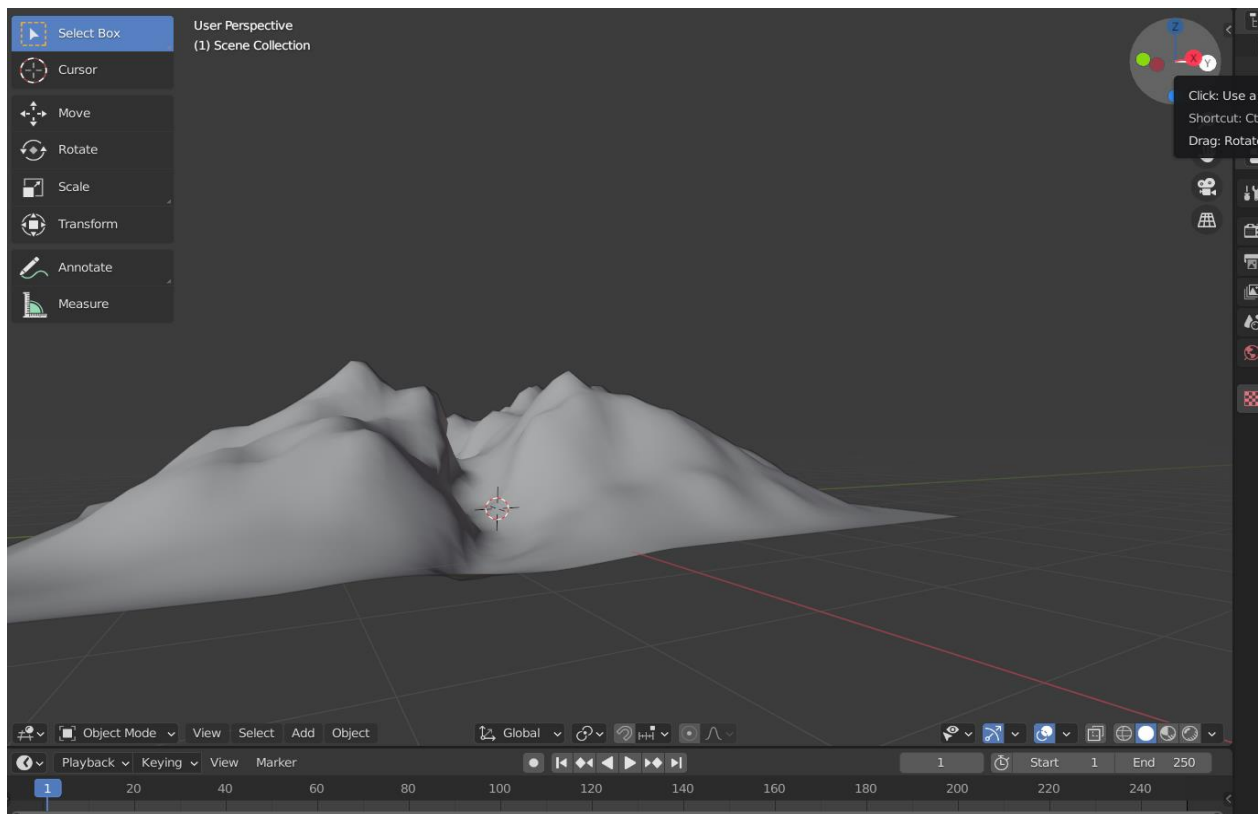 Select Box
User Perspective
(1) Scene Collection
Cursor
Move
Rotate
Scale
Transform
Annotate
Measure
Z
X
Y
Click: Use a
Shortcut: Ct
Drag: Rotate
Object Mode View Select Add Object Global
Playback Keying View Marker 1 Start 1 End 250
1 20 40 60 80 100 120 140 160 180 200 220 240